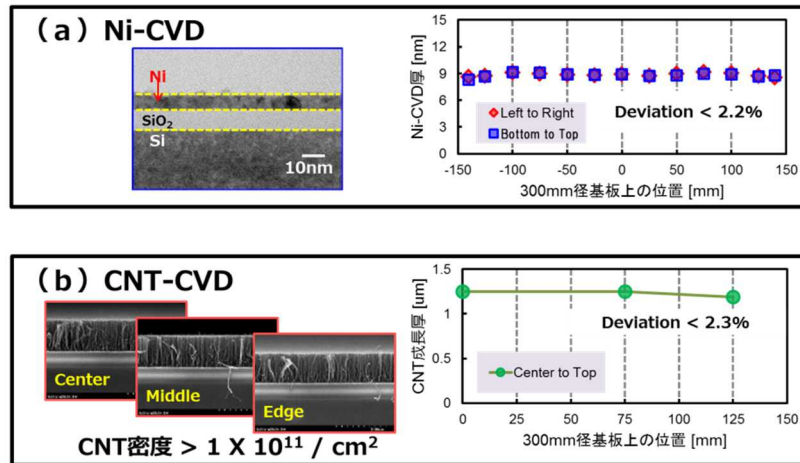 （a）Ni-CVD
Ni
SiO₂
Si
10nm
Ni-CVD厚 [nm]
15
12
9
6
3
0
Left to Right
Bottom to Top
Deviation < 2.2%
-150 -100 -50 0 50 100 150
300mm径基板上の位置 [mm]
（b）CNT-CVD
Center
Middle
Edge
CNT密度 > 1 X 10¹¹ / cm²
CNT成長厚 [um]
1.5
1
0.5
0
Deviation < 2.3%
Center to Top
0 25 50 75 100 125 150
300mm径基板上の位置 [mm]